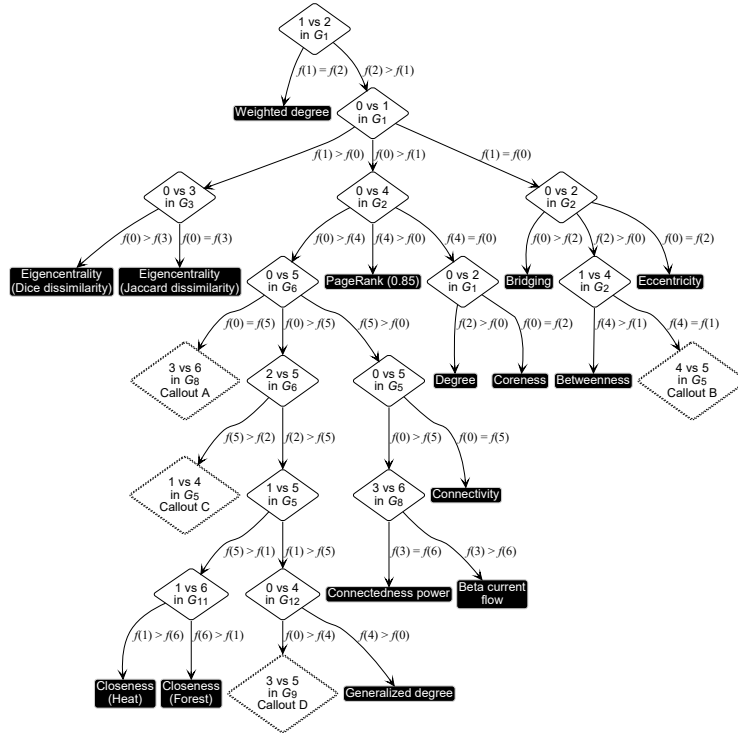 1 vs 2
in G1
f(1) = f(2)
f(2) > f(1)
Weighted degree
0 vs 1
in G1
f(1) > f(0)
f(0) > f(1)
f(1) = f(0)
0 vs 3
in G3
0 vs 4
in G2
0 vs 2
in G2
f(0) > f(3)
f(0) = f(3)
f(0) > f(4)
f(4) > f(0)
f(4) = f(0)
f(0) > f(2)
f(2) > f(0)
f(0) = f(2)
Eigencentrality
(Dice dissimilarity)
Eigencentrality
(Jaccard dissimilarity)
0 vs 5
in G6
PageRank (0.85)
0 vs 2
in G1
Bridging
1 vs 4
in G2
Eccentricity
f(0) = f(5)
f(0) > f(5)
f(5) > f(0)
f(2) > f(0)
f(0) = f(2)
f(4) > f(1)
f(4) = f(1)
3 vs 6
in G8
Callout A
2 vs 5
in G6
0 vs 5
in G5
Degree
Coreness
Betweenness
4 vs 5
in G5
Callout B
f(5) > f(2)
f(2) > f(5)
f(0) > f(5)
f(0) = f(5)
1 vs 4
in G5
Callout C
1 vs 5
in G5
3 vs 6
in G8
Connectivity
f(5) > f(1)
f(1) > f(5)
f(3) = f(6)
f(3) > f(6)
1 vs 6
in G11
0 vs 4
in G12
Connectedness power
Beta current
flow
f(1) > f(6)
f(6) > f(1)
f(0) > f(4)
f(4) > f(0)
Closeness
(Heat)
Closeness
(Forest)
3 vs 5
in G9
Callout D
Generalized degree